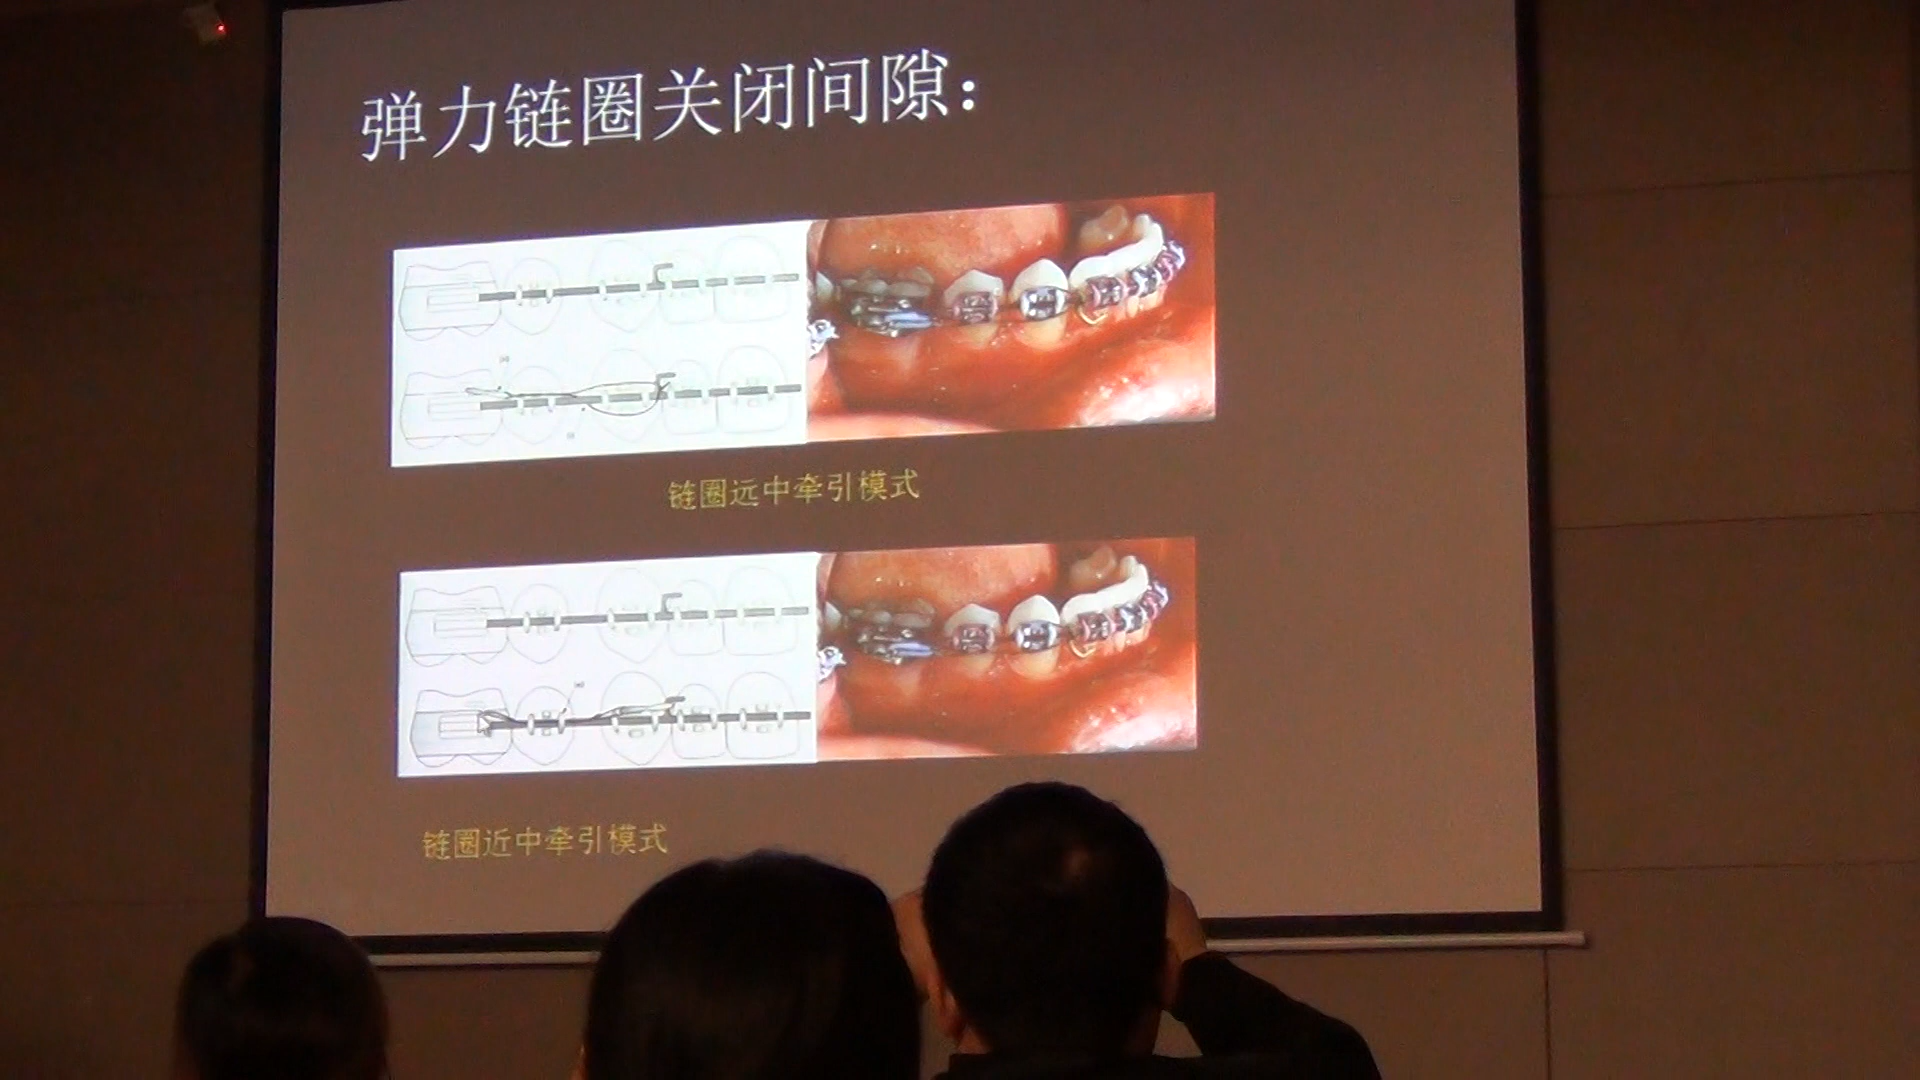 弹力链圈关闭间隙：
链圈远中牵引模式
链圈近中牵引模式